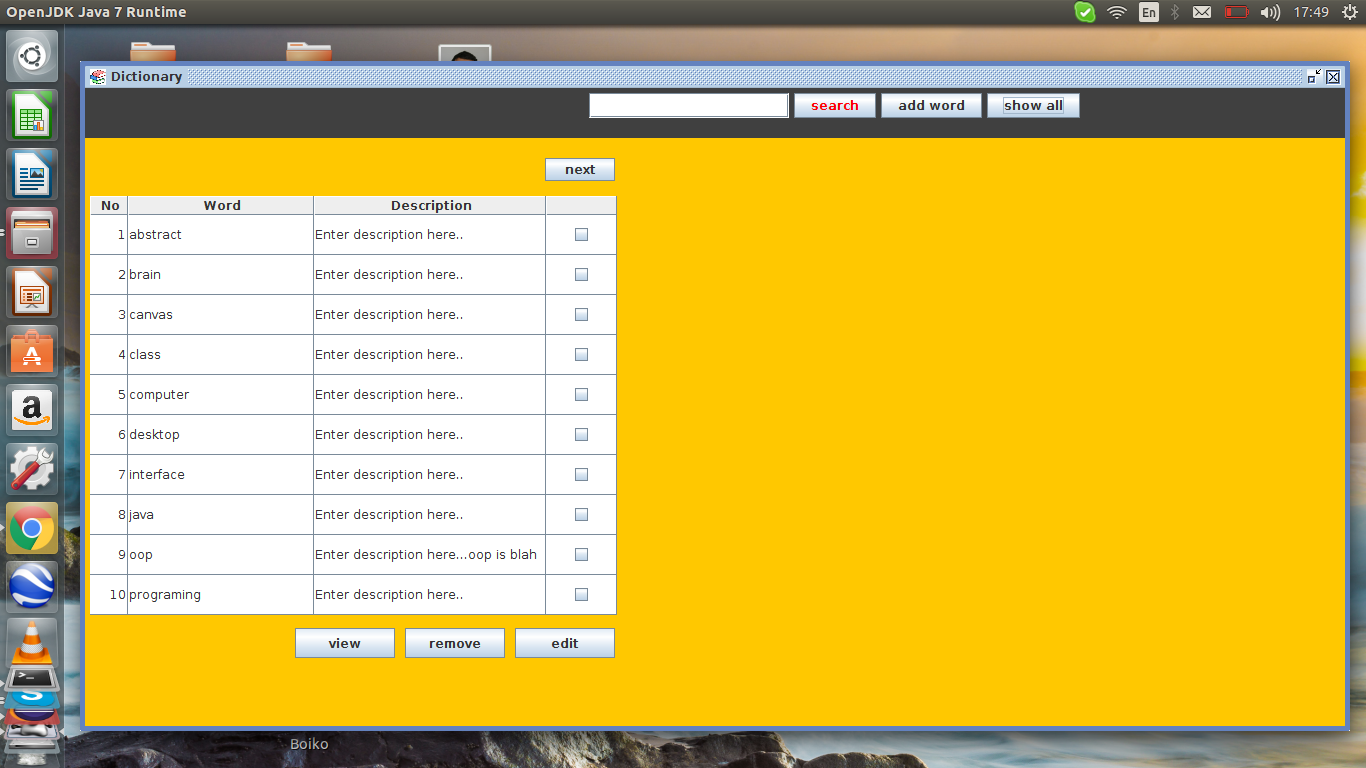 OpenJDK Java 7 Runtime
En
17:49
Dictionary
search add word show all
next
No Word Description
1 abstract Enter description here..
2 brain Enter description here..
3 canvas Enter description here..
4 class Enter description here..
5 computer Enter description here..
6 desktop Enter description here..
7 interface Enter description here..
8 java Enter description here..
9 oop Enter description here...oop is blah
10 programing Enter description here..
view remove edit
Boiko